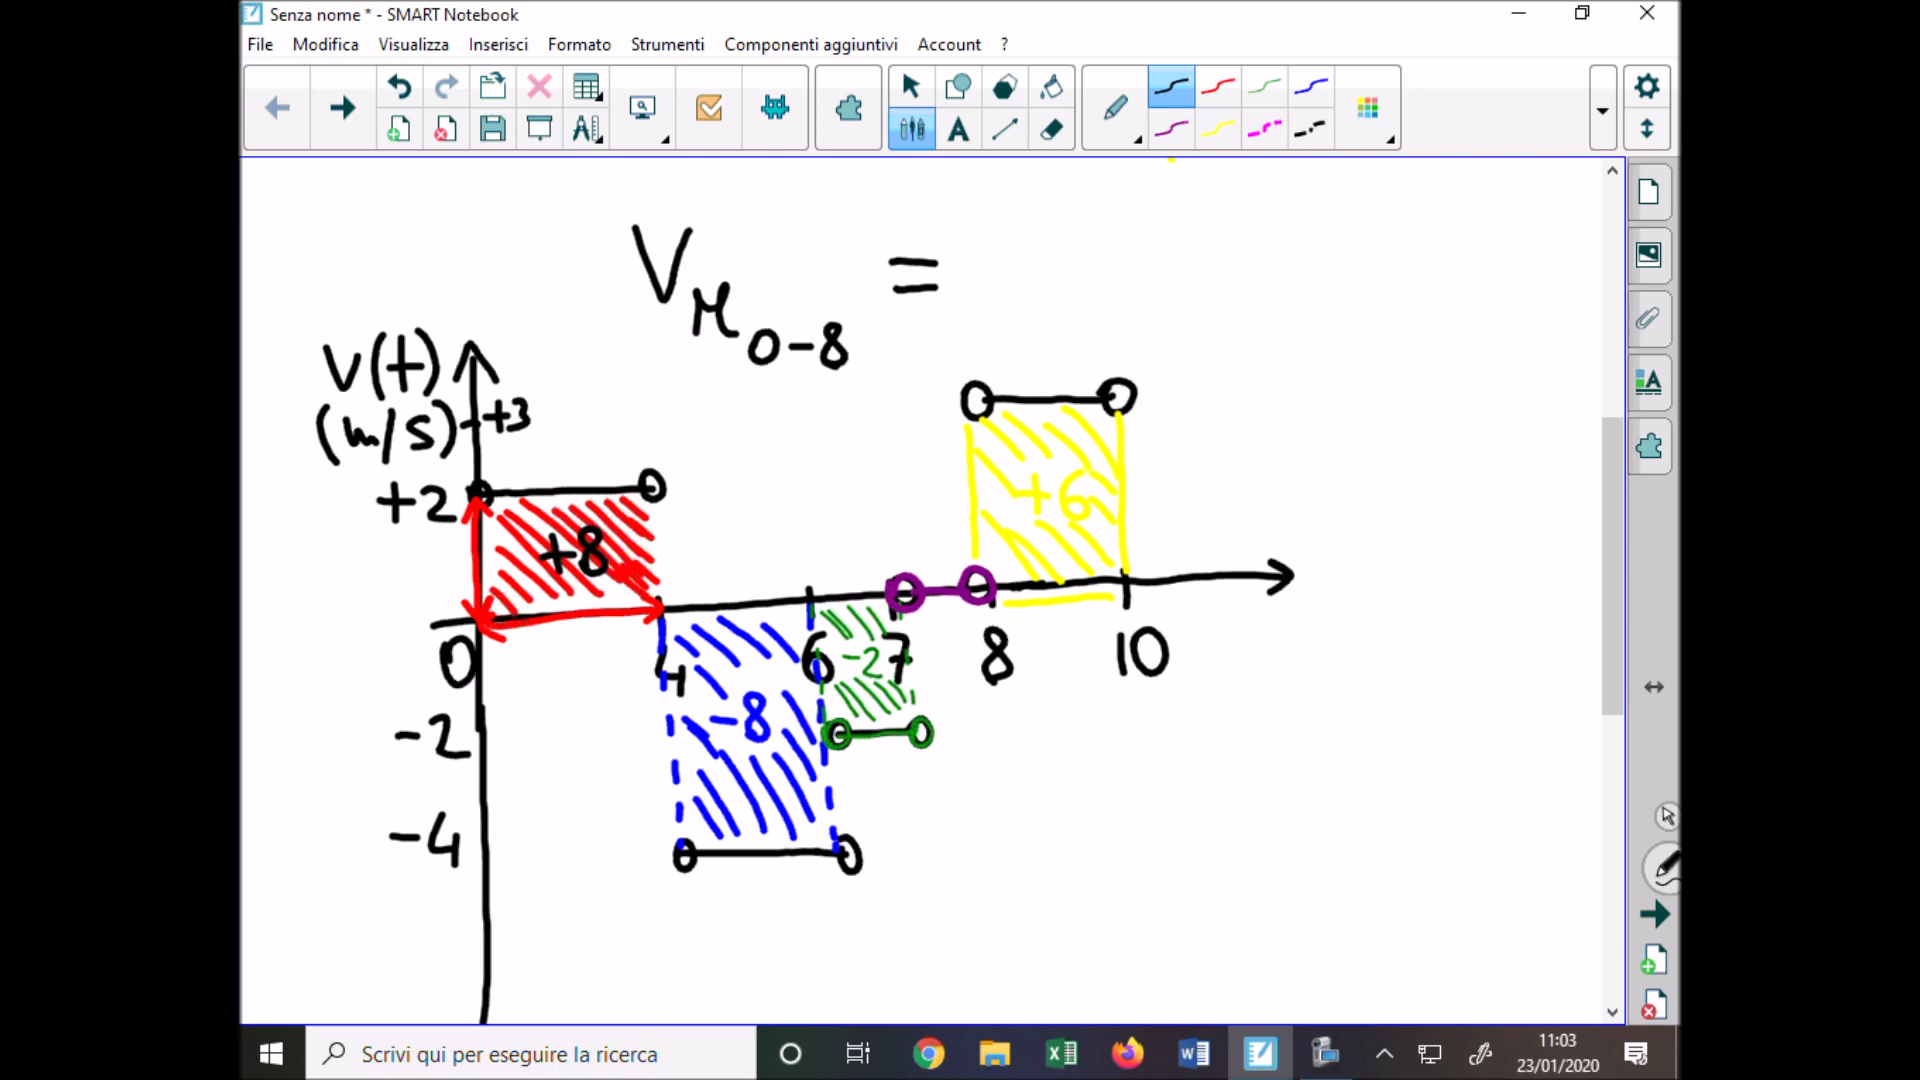 Senza nome * - SMART Notebook
File Modifica Visualizza Inserisci Formato Strumenti Componenti aggiuntivi Account ?
V M 0-8 =
V(t)
(m/s)
+3
+2
+8
+6
0
4
6
-2
7
8
10
-8
-2
-4
Scrivi qui per eseguire la ricerca
11:03
23/01/2020